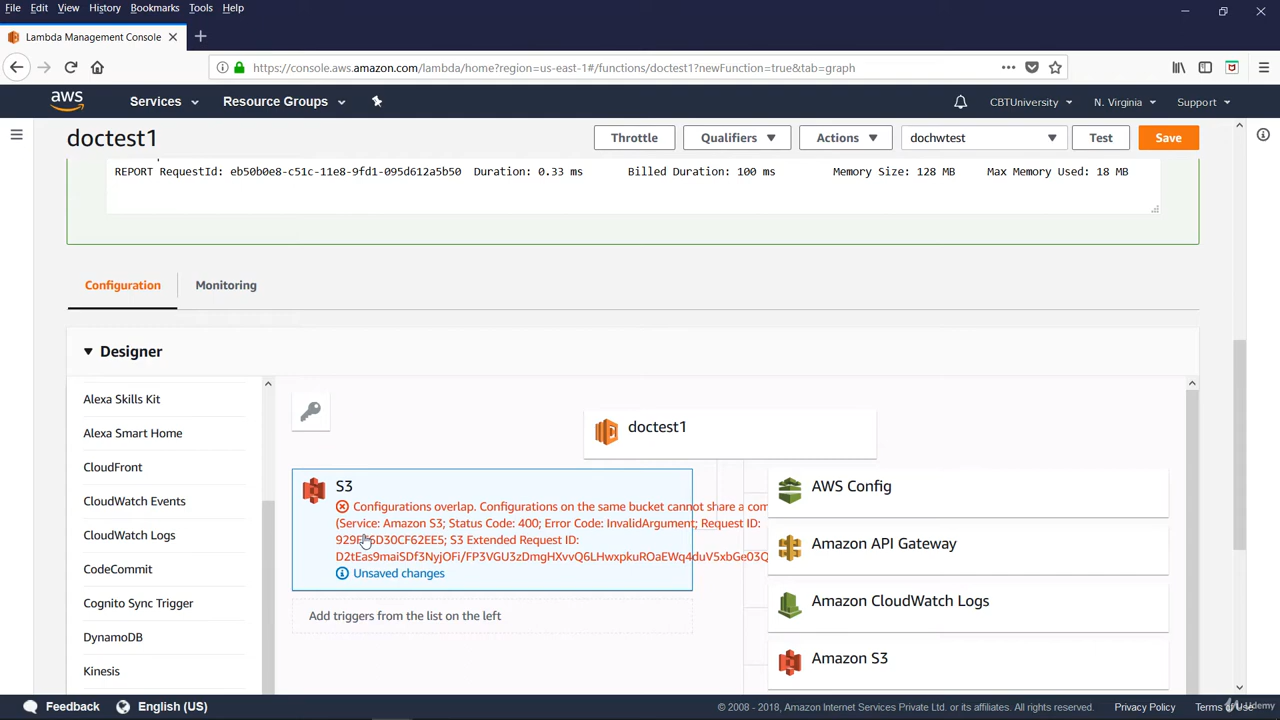 File Edit View History Bookmarks Tools Help
Lambda Management Console
https://console.aws.amazon.com/lambda/home?region=us-east-1#/functions/doctest1?newFunction=true&tab=graph
aws Services Resource Groups CBTUniversity N. Virginia Support
doctest1 Throttle Qualifiers Actions dochwtest Test Save
REPORT RequestId: eb50b0e8-c51c-11e8-9fd1-095d612a5b50 Duration: 0.33 ms Billed Duration: 100 ms Memory Size: 128 MB Max Memory Used: 18 MB
Configuration Monitoring
Designer
Alexa Skills Kit
Alexa Smart Home
CloudFront
CloudWatch Events
CloudWatch Logs
CodeCommit
Cognito Sync Trigger
DynamoDB
Kinesis
doctest1
S3
Configurations overlap. Configurations on the same bucket cannot share a com
(Service: Amazon S3; Status Code: 400; Error Code: InvalidArgument; Request ID:
S3 Extended Request ID:
D2tEas9maiSDf3NyjOFi/FP3VGU3zDmgHXvvQ6LHwxpkuROaEWq4duV5xbGe03Q
Unsaved changes
Add triggers from the list on the left
AWS Config
Amazon API Gateway
Amazon CloudWatch Logs
Amazon S3
Feedback English (US) © 2008 - 2018, Amazon Internet Services Private Ltd. or its affiliates. All rights reserved. Privacy Policy Terms of Use
Udemy